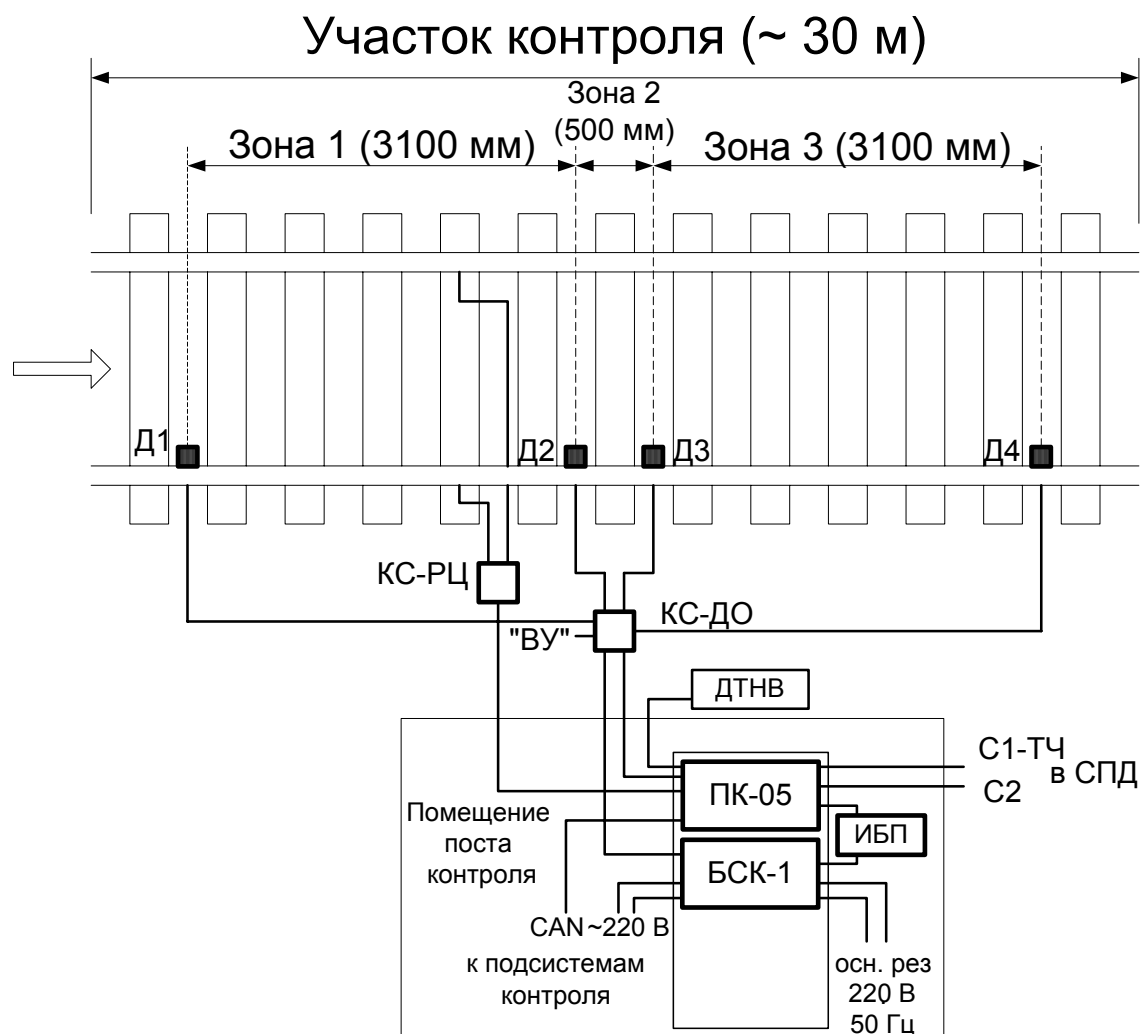 Участок контроля (~ 30 м)
Зона 1 (3100 мм)
Зона 2
(500 мм)
Зона 3 (3100 мм)
Д1
Д2
Д3
Д4
КС-РЦ
КС-ДО
"ВУ"
ДТНВ
С1-ТЧ
в СПД
С2
ПК-05
ИБП
БСК-1
Помещение
поста
контроля
CAN ~220 В
к подсистемам
контроля
осн. рез
220 В
50 Гц